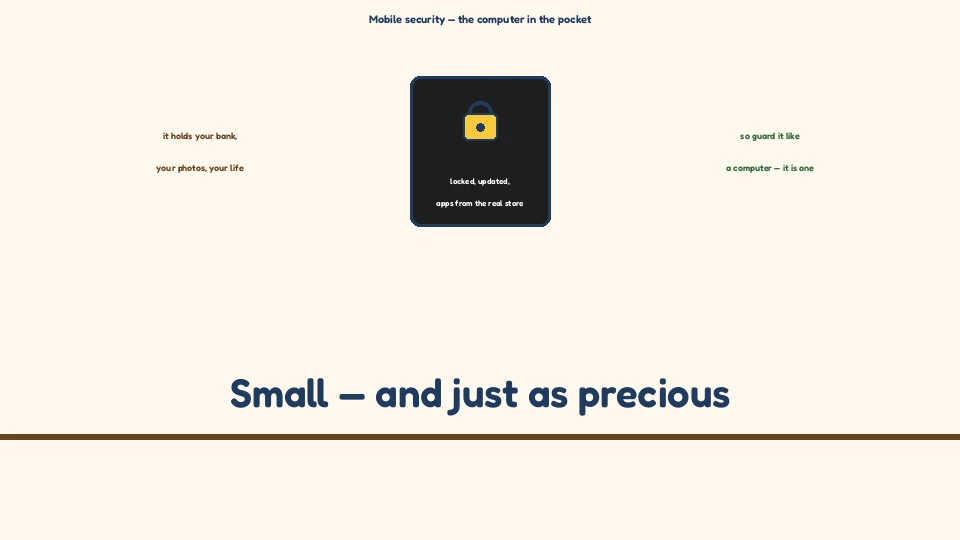 Mobile security — the computer in the pocket
it holds your bank,
your photos, your life
locked, updated,
apps from the real store
so guard it like
a computer — it is one
Small — and just as precious